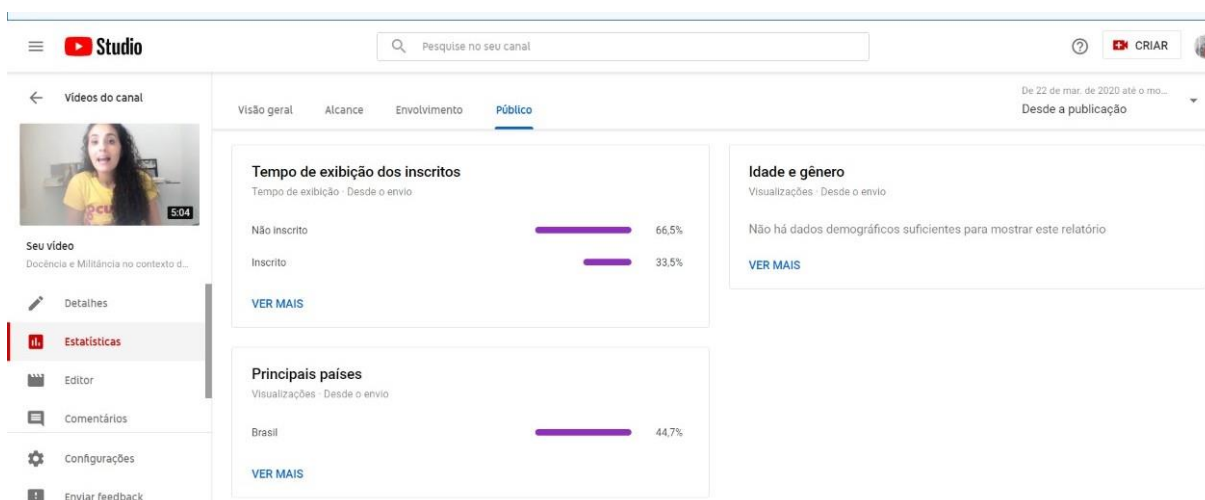 Studio
Pesquise no seu canal
CRIAR
Vídeos do canal
5:04
Seu vídeo
Docência e Militância no contexto d...
Detalhes
Estatísticas
Editor
Comentários
Configurações
Enviar feedback
Visão geral Alcance Envolvimento Público
De 22 de mar. de 2020 até o mo...
Desde a publicação
Tempo de exibição dos inscritos
Tempo de exibição · Desde o envio
Não inscrito 66,5%
Inscrito 33,5%
VER MAIS
Idade e gênero
Visualizações · Desde o envio
Não há dados demográficos suficientes para mostrar este relatório
VER MAIS
Principais países
Visualizações · Desde o envio
Brasil 44,7%
VER MAIS